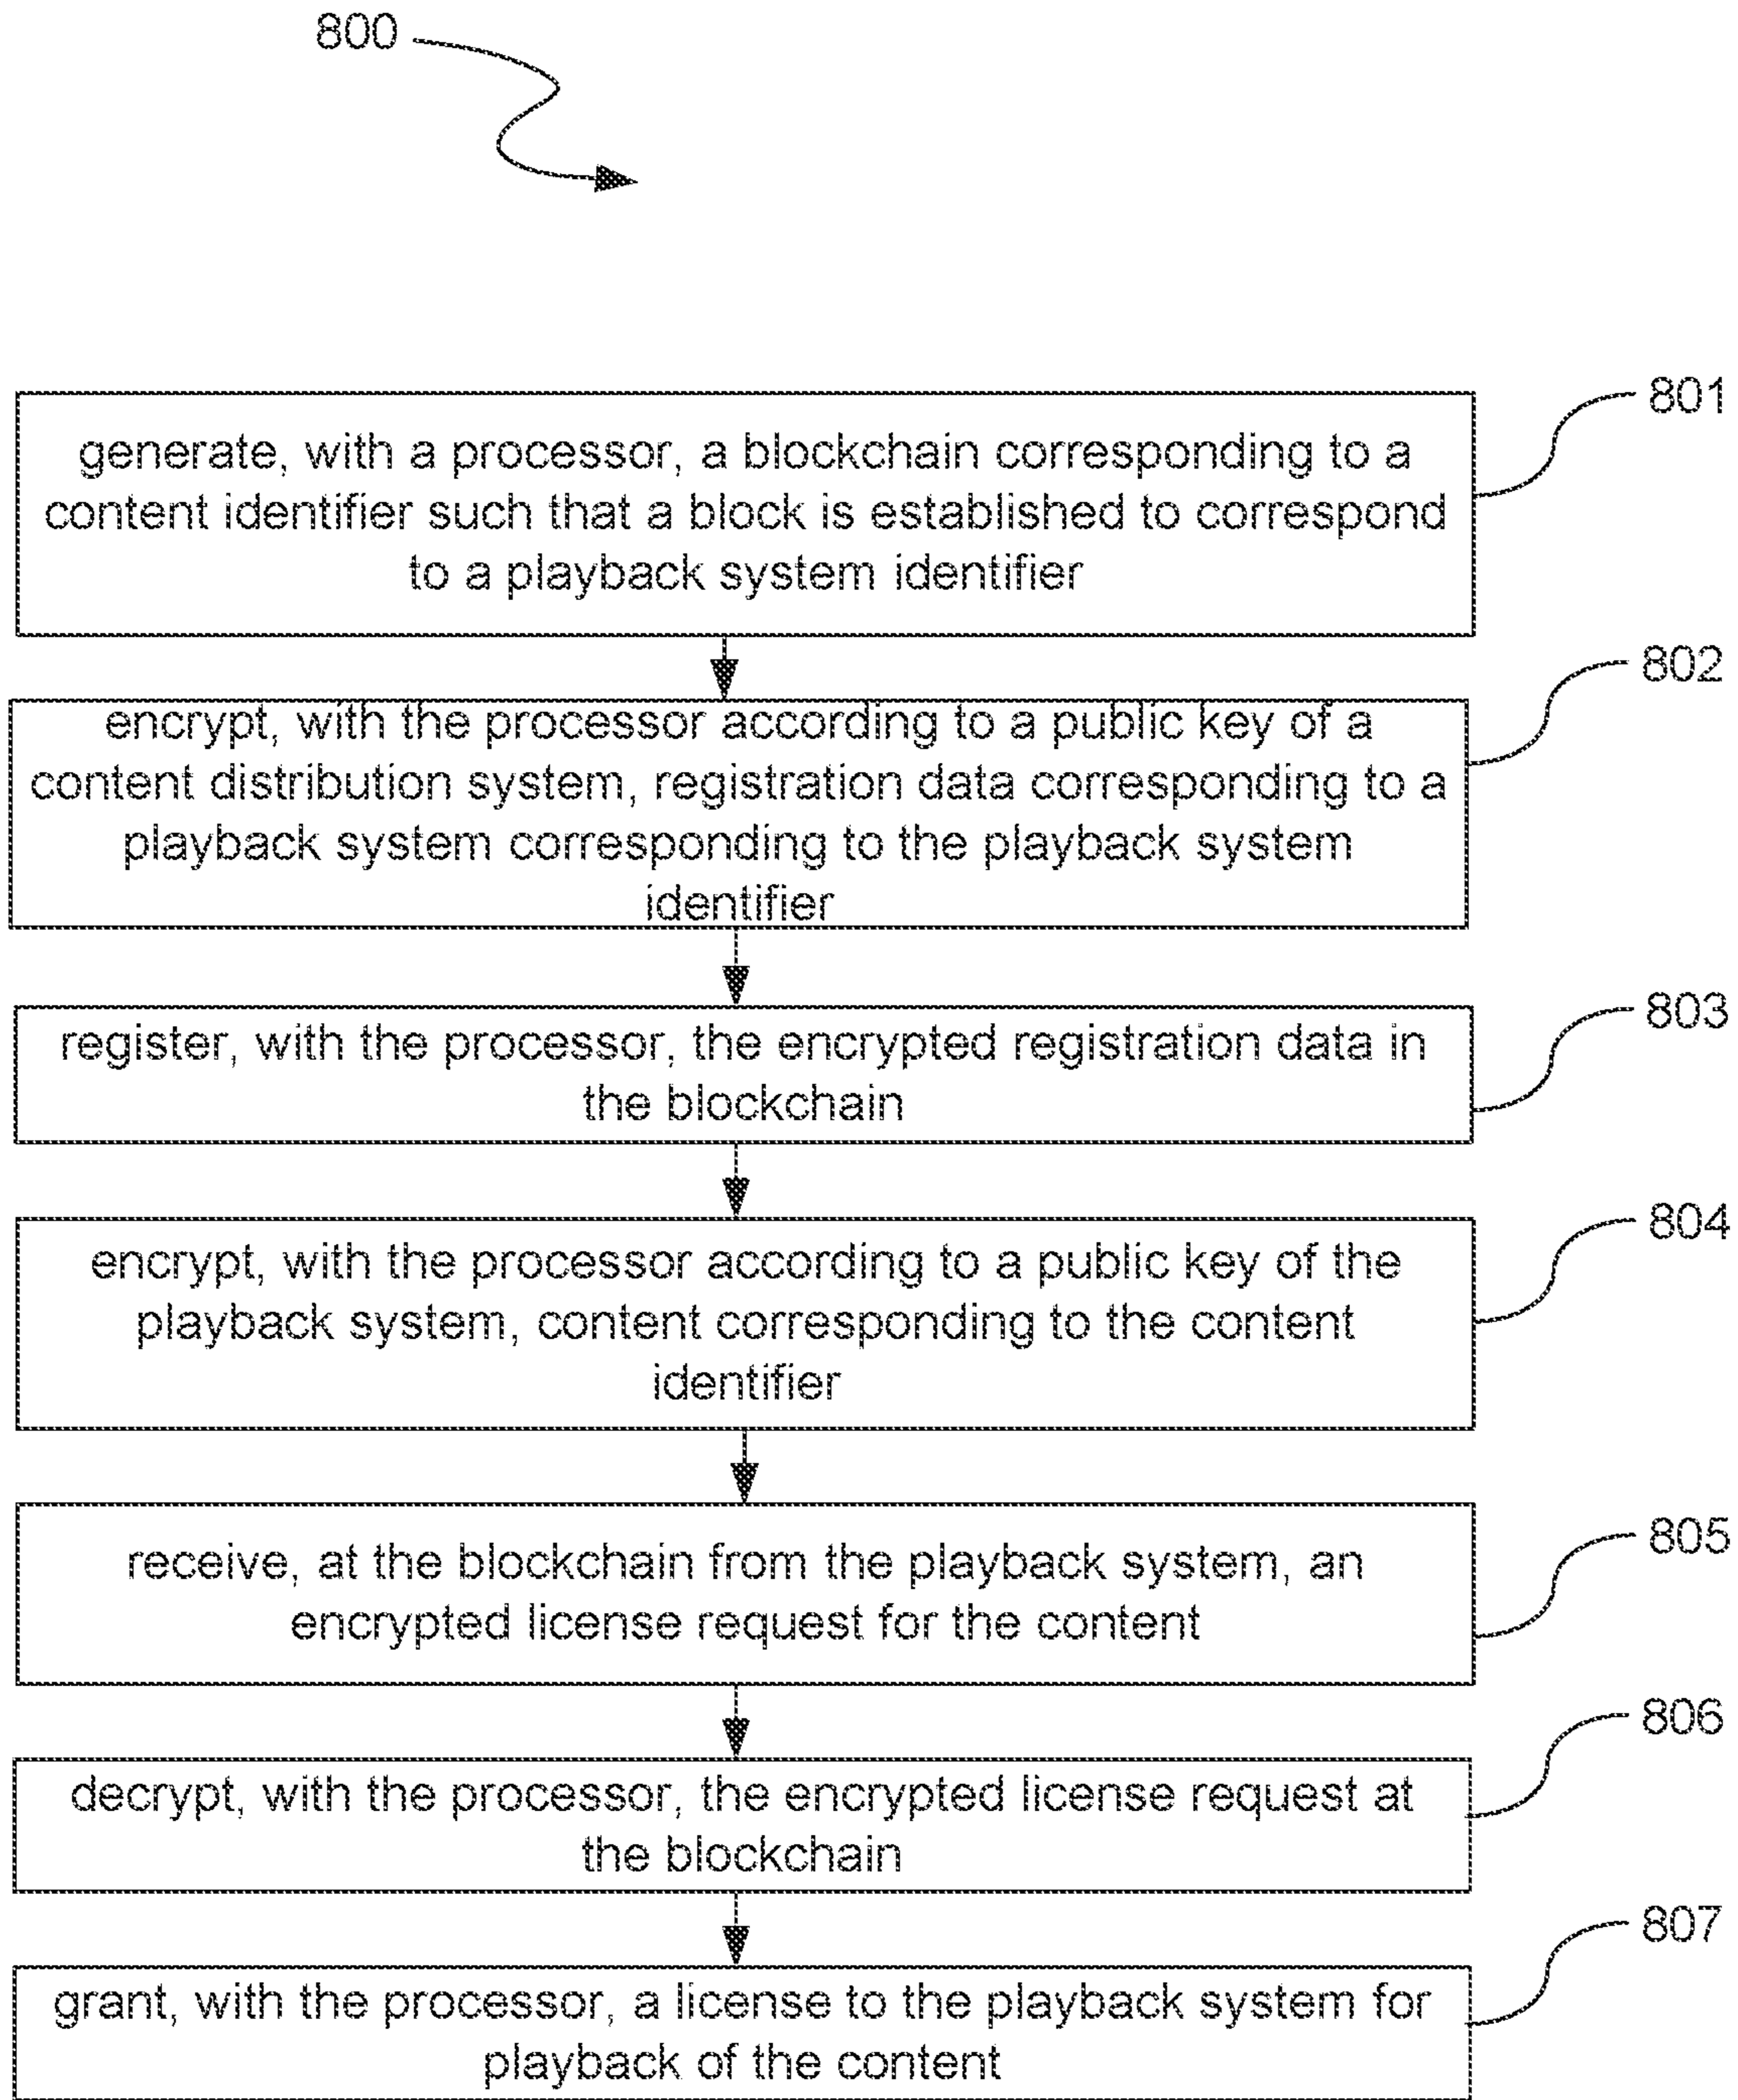 800
801
generate, with a processor, a blockchain corresponding to a
content identifier such that a block is established to correspond
to a playback system identifier
802
encrypt, with the processor according to a public key of a
content distribution system, registration data corresponding to a
playback system corresponding to the playback system
identifier
803
register, with the processor, the encrypted registration data in
the blockchain
804
encrypt, with the processor according to a public key of the
playback system, content corresponding to the content
identifier
805
receive, at the blockchain from the playback system, an
encrypted license request for the content
806
decrypt, with the processor, the encrypted license request at
the blockchain
807
grant, with the processor, a license to the playback system for
playback of the content